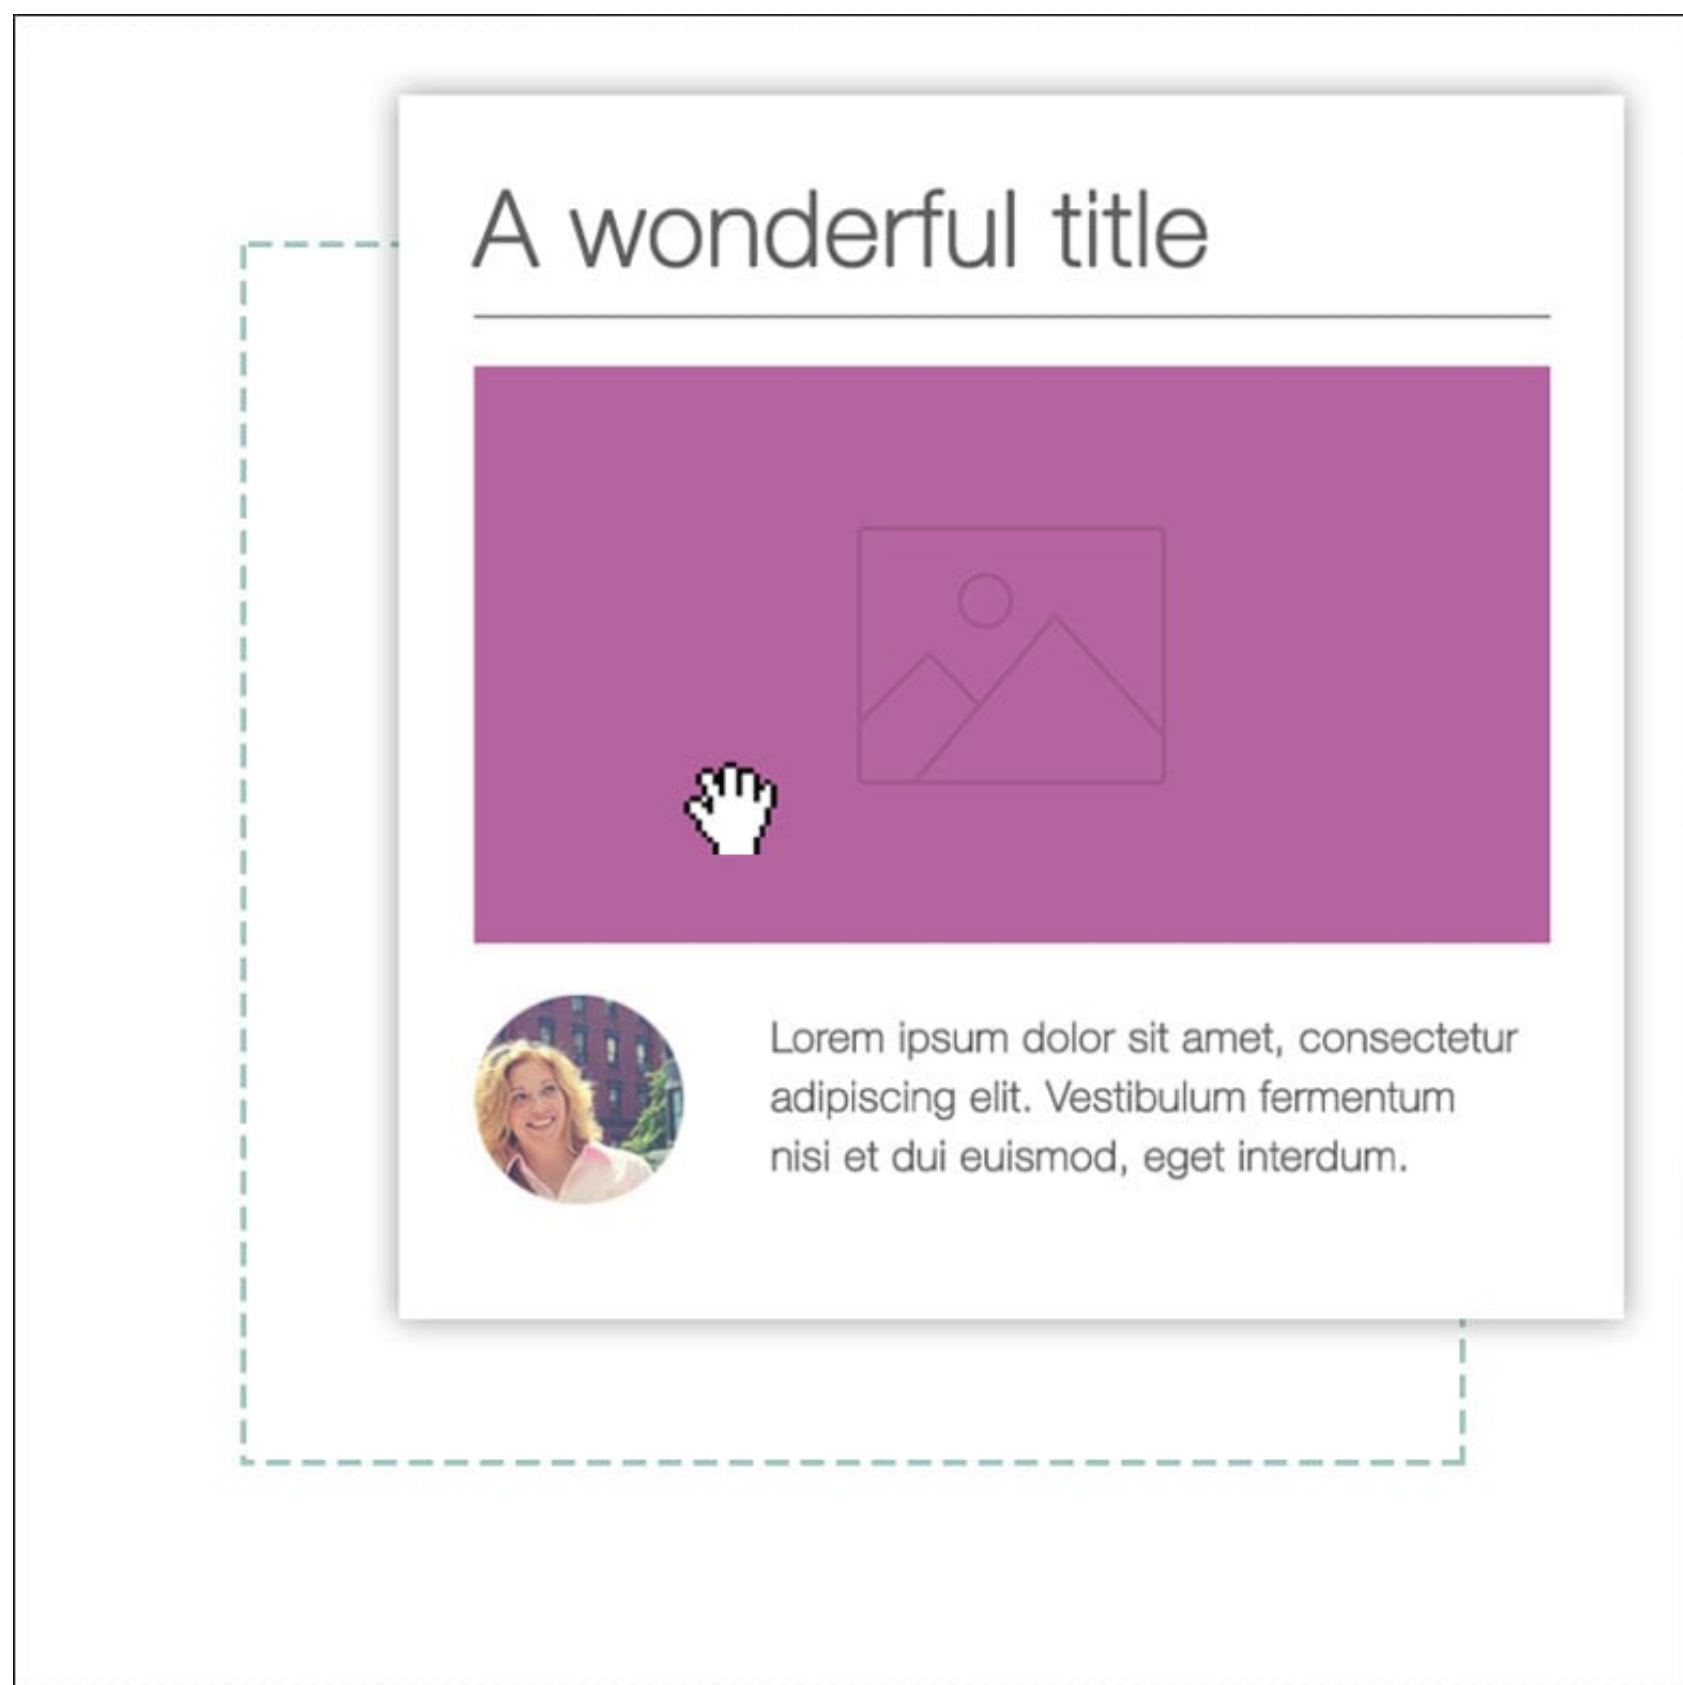 A wonderful title
Lorem ipsum dolor sit amet, consectetur
adipiscing elit. Vestibulum fermentum
nisi et dui euismod, eget interdum.